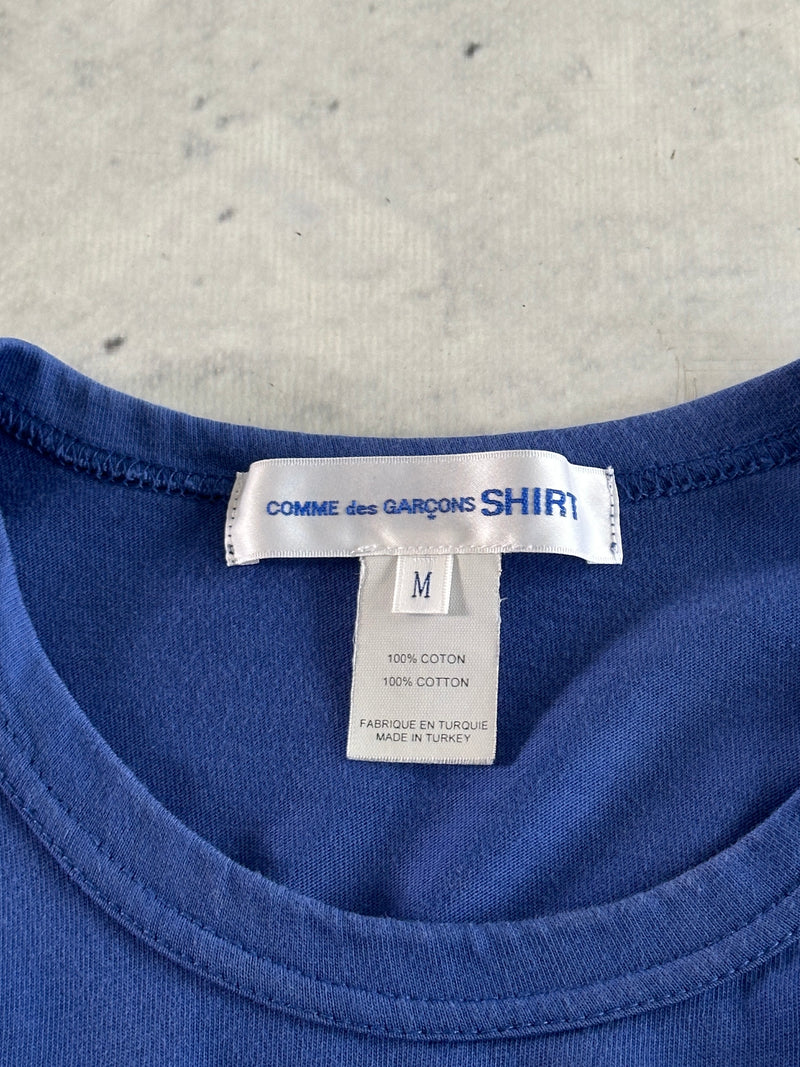 COMME des GARÇONS SHIRT
M
100% COTON
100% COTTON
FABRIQUE EN TURQUIE
MADE IN TURKEY